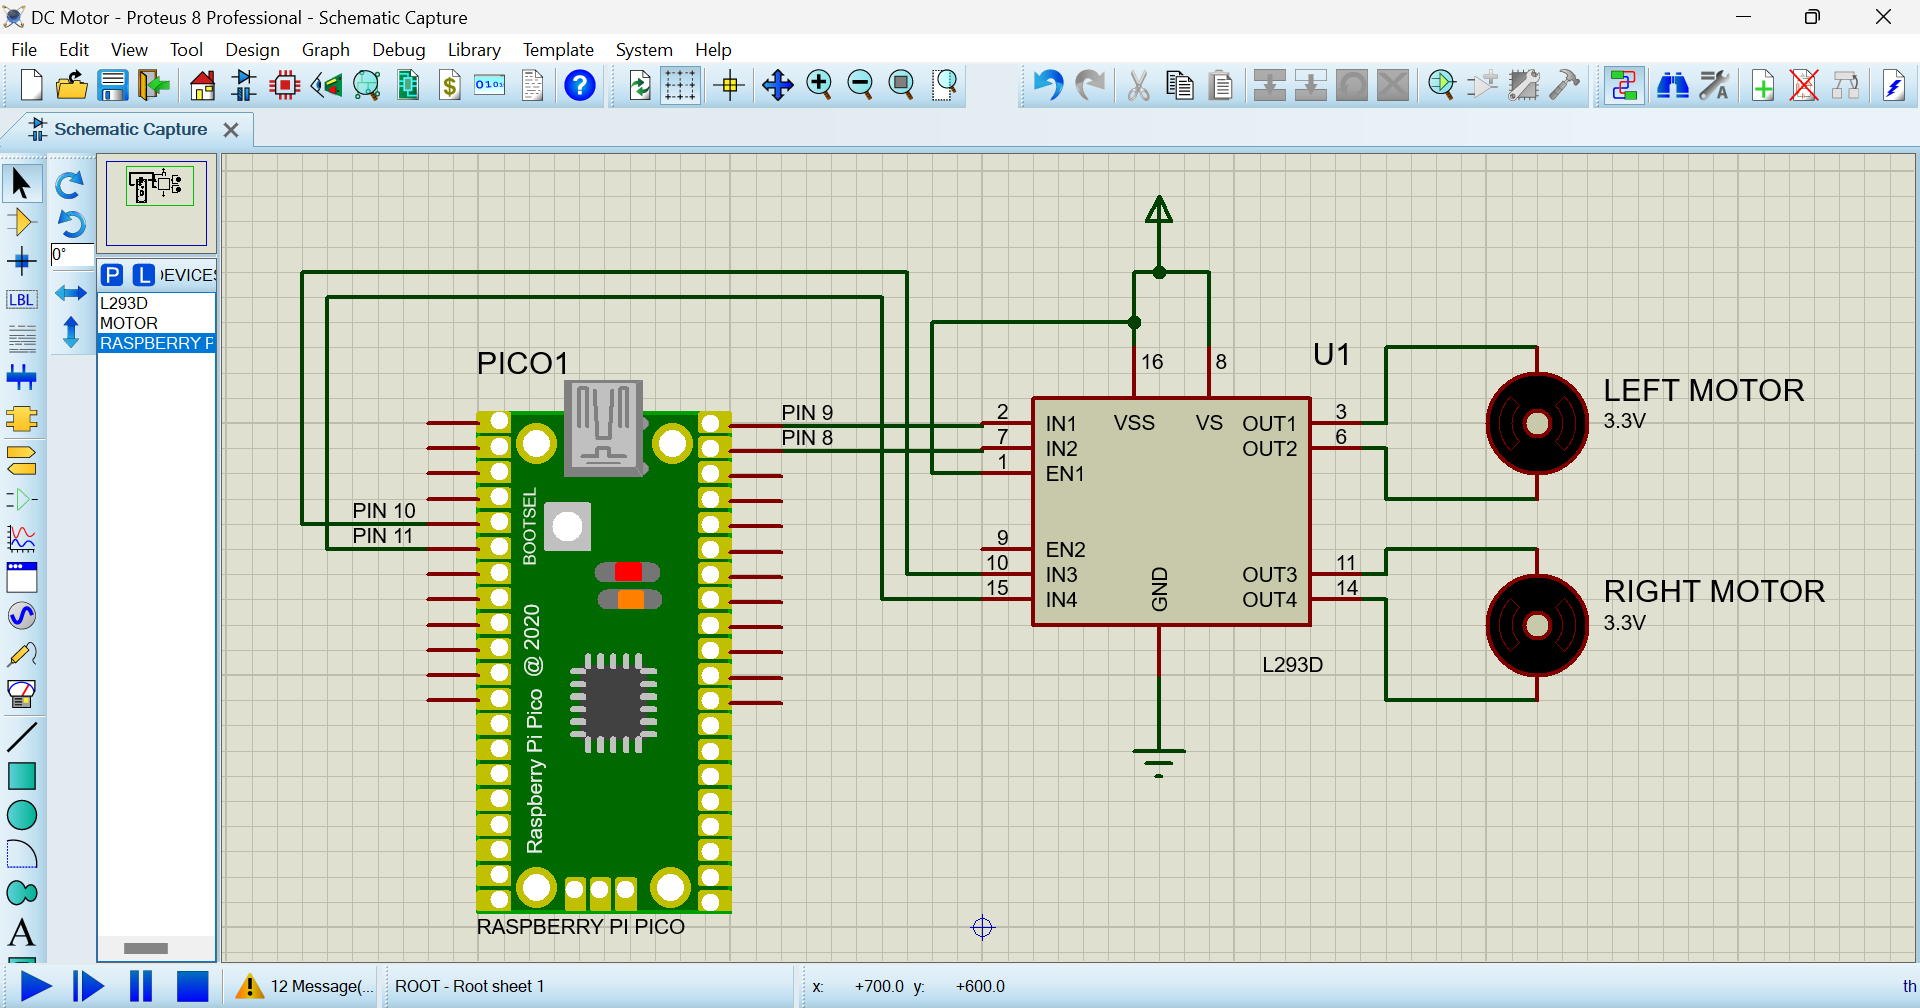 DC Motor - Proteus 8 Professional - Schematic Capture
File Edit View Tool Design Graph Debug Library Template System Help
Schematic Capture
0°
P L DEVICES
L293D
MOTOR
RASPBERRY P
LBL
A
PICO1
PIN 10
PIN 11
BOOTSEL
Raspberry Pi Pico @ 2020
RASPBERRY PI PICO
PIN 9
PIN 8
16 8
U1
2 IN1 VSS VS OUT1 3
7 IN2 OUT2 6
1 EN1
9 EN2
10 IN3 GND OUT3 11
15 IN4 OUT4 14
L293D
LEFT MOTOR
3.3V
RIGHT MOTOR
3.3V
12 Message(... ROOT - Root sheet 1 x: +700.0 y: +600.0 th